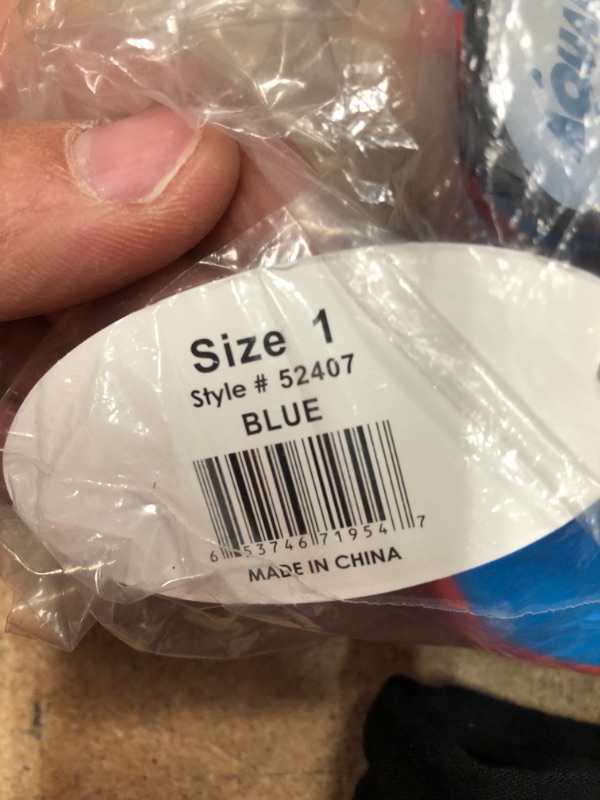 Size 1
Style # 52407
BLUE
6 53746 71954 7
MADE IN CHINA